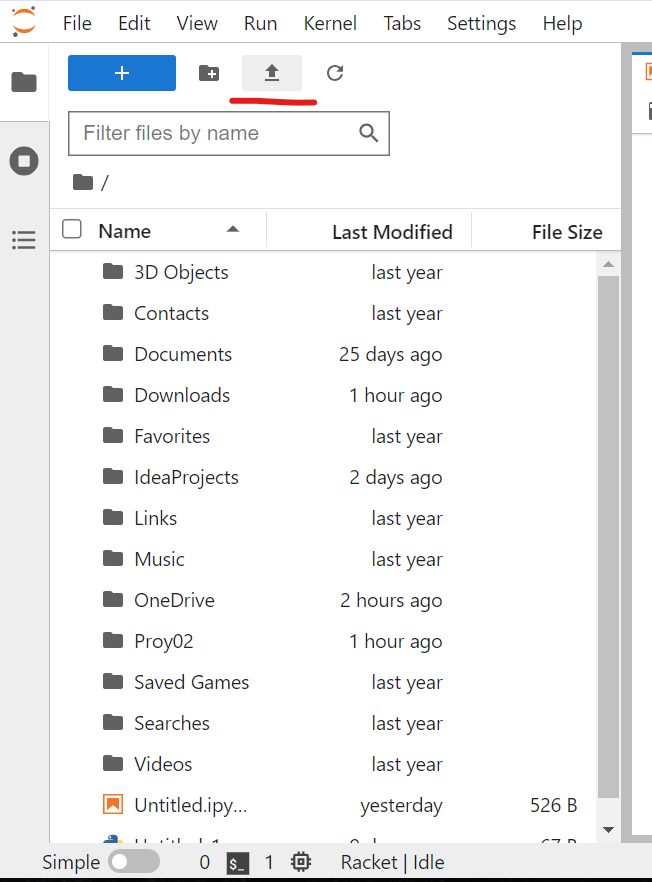 File Edit View Run Kernel Tabs Settings Help
Filter files by name
/
Name Last Modified File Size
3D Objects last year
Contacts last year
Documents 25 days ago
Downloads 1 hour ago
Favorites last year
IdeaProjects 2 days ago
Links last year
Music last year
OneDrive 2 hours ago
Proy02 1 hour ago
Saved Games last year
Searches last year
Videos last year
Untitled.ipy... yesterday 526 B
Simple 0 $_ 1 Racket | Idle